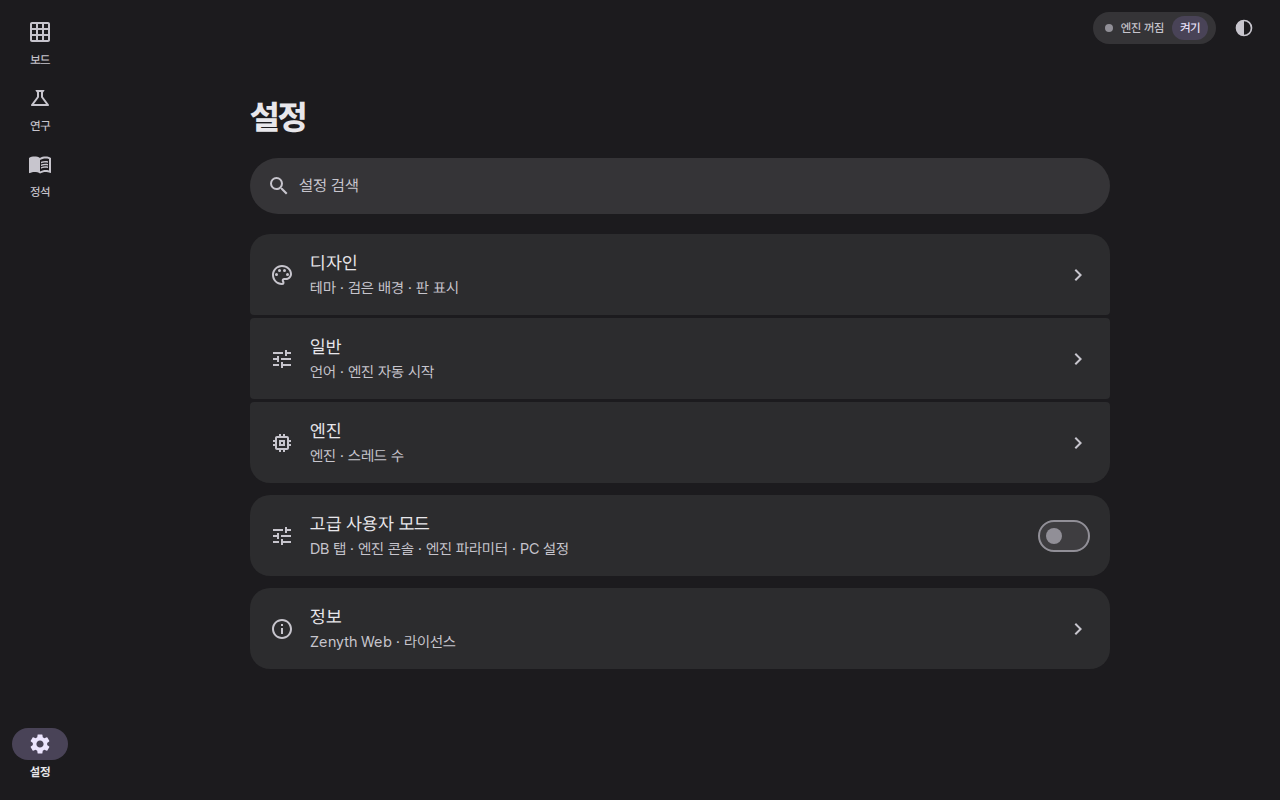 보드
연구
정석
엔진 꺼짐
켜기
설정
설정 검색
디자인
테마 · 검은 배경 · 판 표시
일반
언어 · 엔진 자동 시작
엔진
엔진 · 스레드 수
고급 사용자 모드
DB 탭 · 엔진 콘솔 · 엔진 파라미터 · PC 설정
정보
Zenyth Web · 라이선스
설정